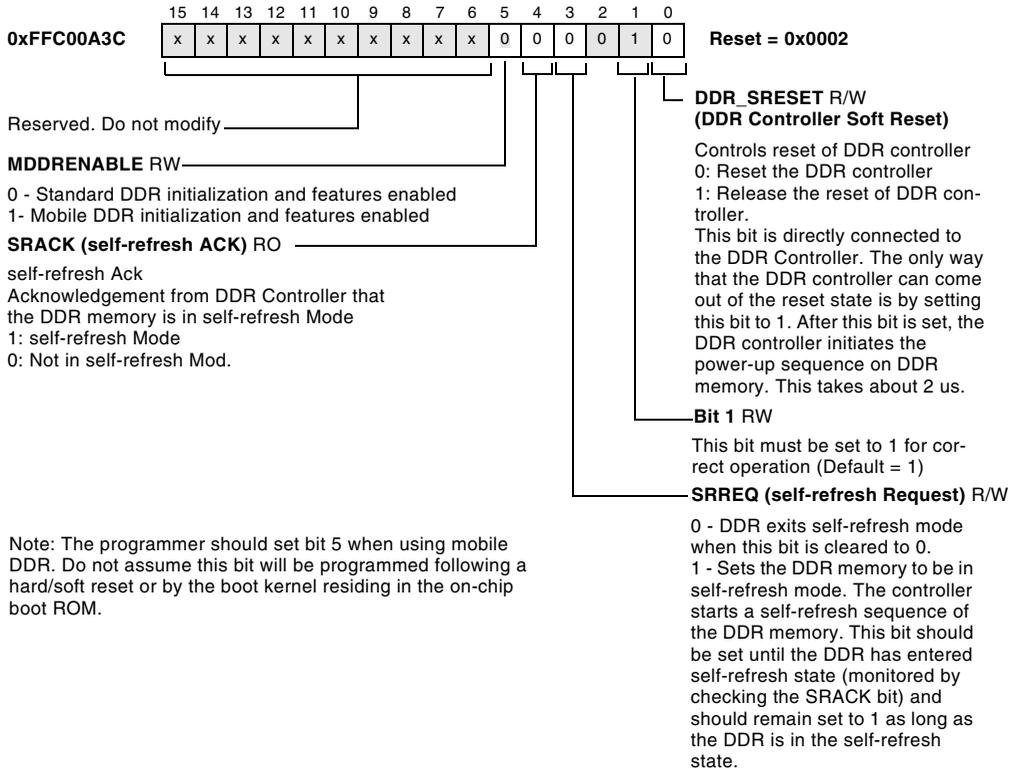 15 14 13 12 11 10 9 8 7 6 5 4 3 2 1 0
0xFFC00A3C
x x x x x x x x x x 0 0 0 0 1 0
Reset = 0x0002
Reserved. Do not modify
MDDRENABLE RW
0 - Standard DDR initialization and features enabled
1- Mobile DDR initialization and features enabled
SRACK (self-refresh ACK) RO
self-refresh Ack
Acknowledgement from DDR Controller that
the DDR memory is in self-refresh Mode
1: self-refresh Mode
0: Not in self-refresh Mod.
Note: The programmer should set bit 5 when using mobile
DDR. Do not assume this bit will be programmed following a
hard/soft reset or by the boot kernel residing in the on-chip
boot ROM.
DDR_SRESET R/W
(DDR Controller Soft Reset)
Controls reset of DDR controller
0: Reset the DDR controller
1: Release the reset of DDR con-
troller.
This bit is directly connected to
the DDR Controller. The only way
that the DDR controller can come
out of the reset state is by setting
this bit to 1. After this bit is set, the
DDR controller initiates the
power-up sequence on DDR
memory. This takes about 2 us.
Bit 1 RW
This bit must be set to 1 for cor-
rect operation (Default = 1)
SRREQ (self-refresh Request) R/W
0 - DDR exits self-refresh mode
when this bit is cleared to 0.
1 - Sets the DDR memory to be in
self-refresh mode. The controller
starts a self-refresh sequence of
the DDR memory. This bit should
be set until the DDR has entered
self-refresh state (monitored by
checking the SRACK bit) and
should remain set to 1 as long as
the DDR is in the self-refresh
state.